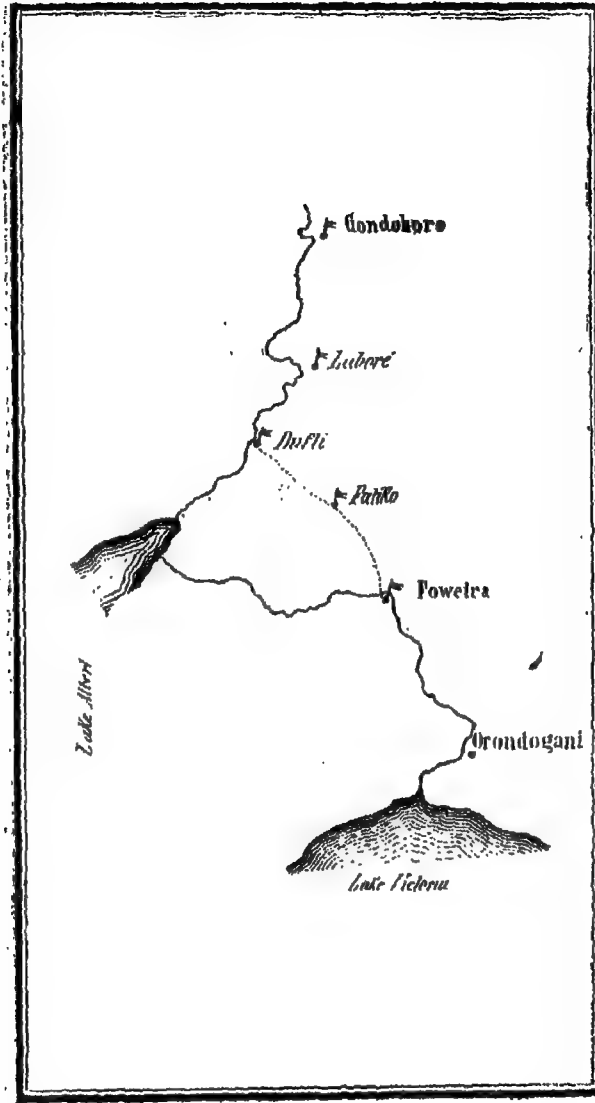 Gondokoro
Laboré
Dufli
Fatiko
Foweira
Orondogani
Lake Albert
Lake Victoria